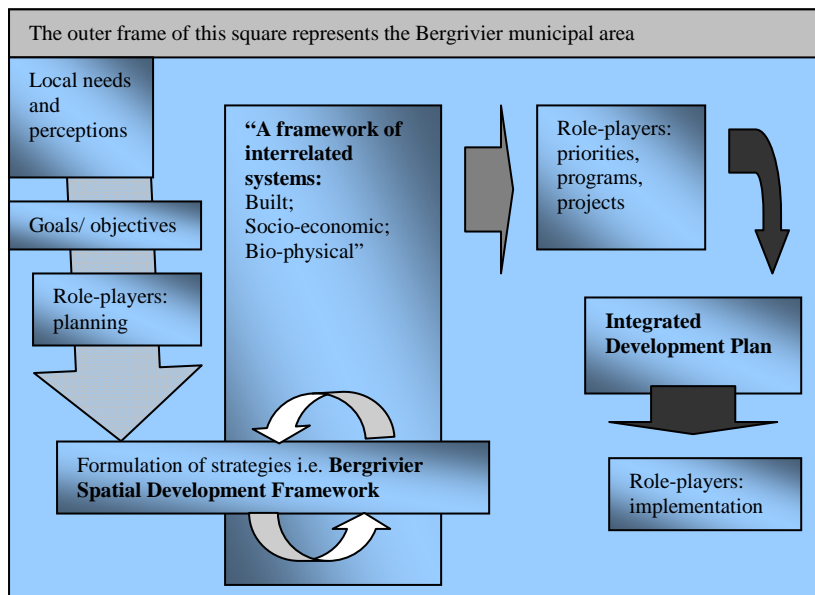 The outer frame of this square represents the Bergrivier municipal area
Local needs
and
perceptions
Goals/ objectives
Role-players:
planning
“A framework of
interrelated
systems:
Built;
Socio-economic;
Bio-physical”
Formulation of strategies i.e. Bergrivier
Spatial Development Framework
Role-players:
priorities,
programs,
projects
Integrated
Development Plan
Role-players:
implementation